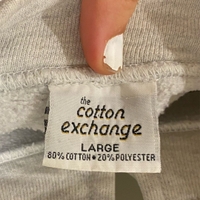 the
cotton
exchange
LARGE
80% COTTON • 20% POLYESTER